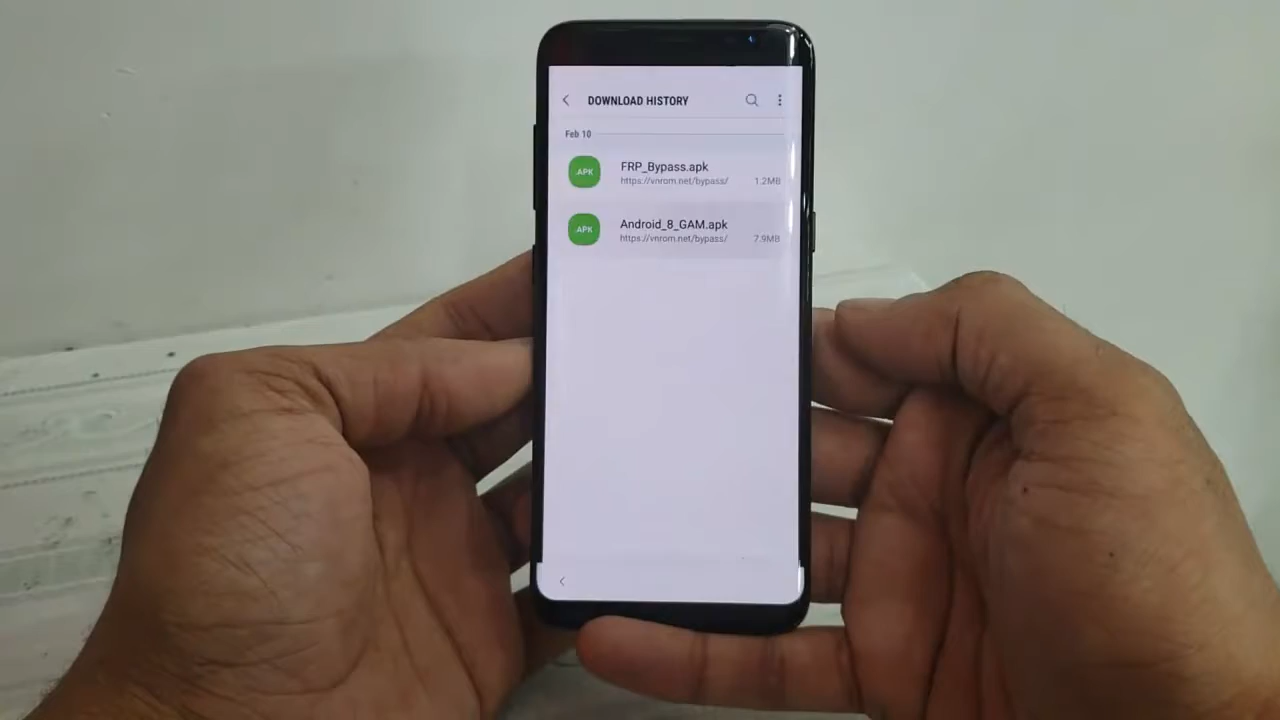 DOWNLOAD HISTORY
Feb 10
.APK
FRP_Bypass.apk
https://vnrom.net/bypass/ 1.2MB
.APK
Android_8_GAM.apk
https://vnrom.net/bypass/ 7.9MB